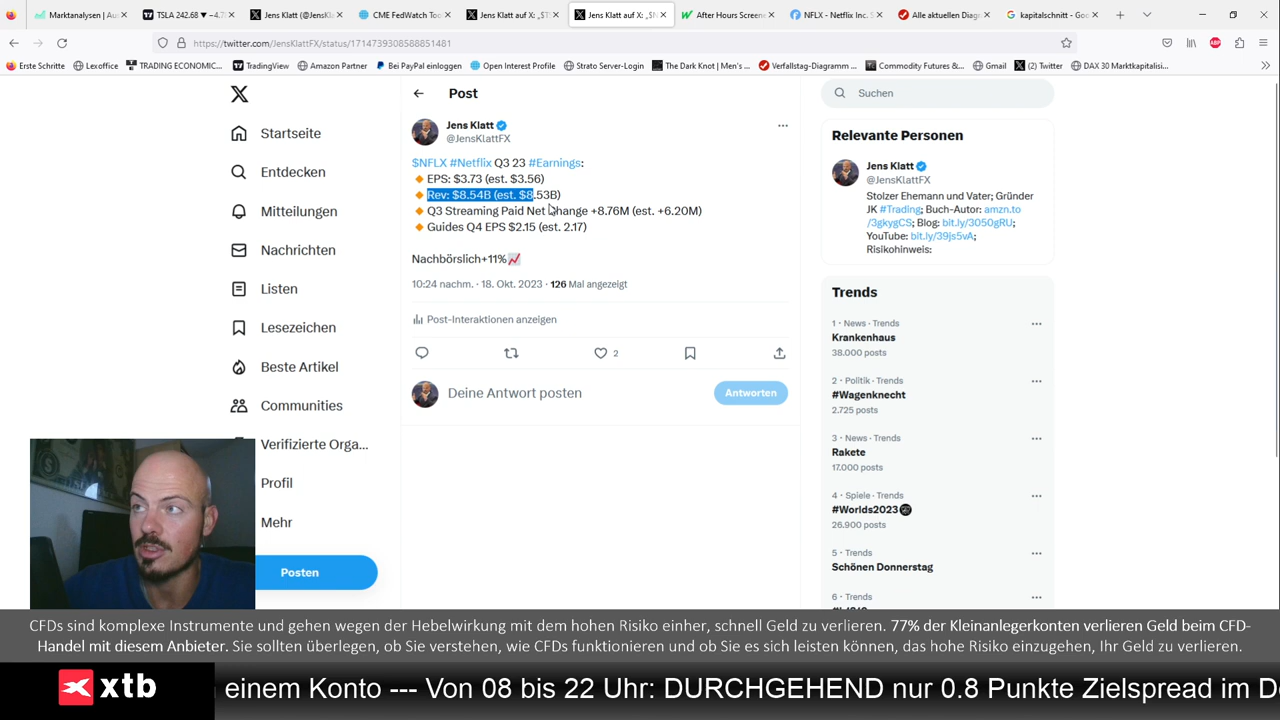 Marktanalysen | Aus
TSLA 242.68 ▼ −4.7
Jens Klatt (@JensKla
CME FedWatch Too
Jens Klatt auf X: „$T
Jens Klatt auf X: „$N
After Hours Screene
NFLX - Netflix Inc. S
Alle aktuellen Diag
kapitalschnitt - Goo
https://twitter.com/JensKlattFX/status/1714739308588851481
Erste Schritte
Lexoffice
TRADING ECONOMIC...
TradingView
Amazon Partner
Bei PayPal einloggen
Open Interest Profile
Strato Server-Login
The Dark Knot | Men's ...
Verfallstag-Diagramm ...
Commodity Futures &...
Gmail
(2) Twitter
DAX 30 Marktkapitalisi...
Startseite
Entdecken
Mitteilungen
Nachrichten
Listen
Lesezeichen
Beste Artikel
Communities
Verifizierte Orga...
Profil
Mehr
Posten
Post
Jens Klatt
@JensKlattFX
$NFLX #Netflix Q3 23 #Earnings:
EPS: $3.73 (est. $3.56)
Rev: $8.54B (est. $8.53B)
Q3 Streaming Paid Net Change +8.76M (est. +6.20M)
Guides Q4 EPS $2.15 (est. 2.17)
Nachbörslich+11%📈
10:24 nachm. · 18. Okt. 2023 · 126 Mal angezeigt
Post-Interaktionen anzeigen
2
Deine Antwort posten
Antworten
Suchen
Relevante Personen
Jens Klatt
@JensKlattFX
Stolzer Ehemann und Vater; Gründer
JK #Trading; Buch-Autor: amzn.to
/3gkygCS; Blog: bit.ly/3050gRU;
YouTube: bit.ly/39js5vA;
Risikohinweis:
Trends
1 · News · Trends
Krankenhaus
38.000 posts
2 · Politik · Trends
#Wagenknecht
2.725 posts
3 · News · Trends
Rakete
17.000 posts
4 · Spiele · Trends
#Worlds2023
26.900 posts
5 · Trends
Schönen Donnerstag
6 · Trends
CFDs sind komplexe Instrumente und gehen wegen der Hebelwirkung mit dem hohen Risiko einher, schnell Geld zu verlieren. 77% der Kleinanlegerkonten verlieren Geld beim CFD-
Handel mit diesem Anbieter. Sie sollten überlegen, ob Sie verstehen, wie CFDs funktionieren und ob Sie es sich leisten können, das hohe Risiko einzugehen, Ihr Geld zu verlieren.
xtb
einem Konto --- Von 08 bis 22 Uhr: DURCHGEHEND nur 0.8 Punkte Zielspread im D